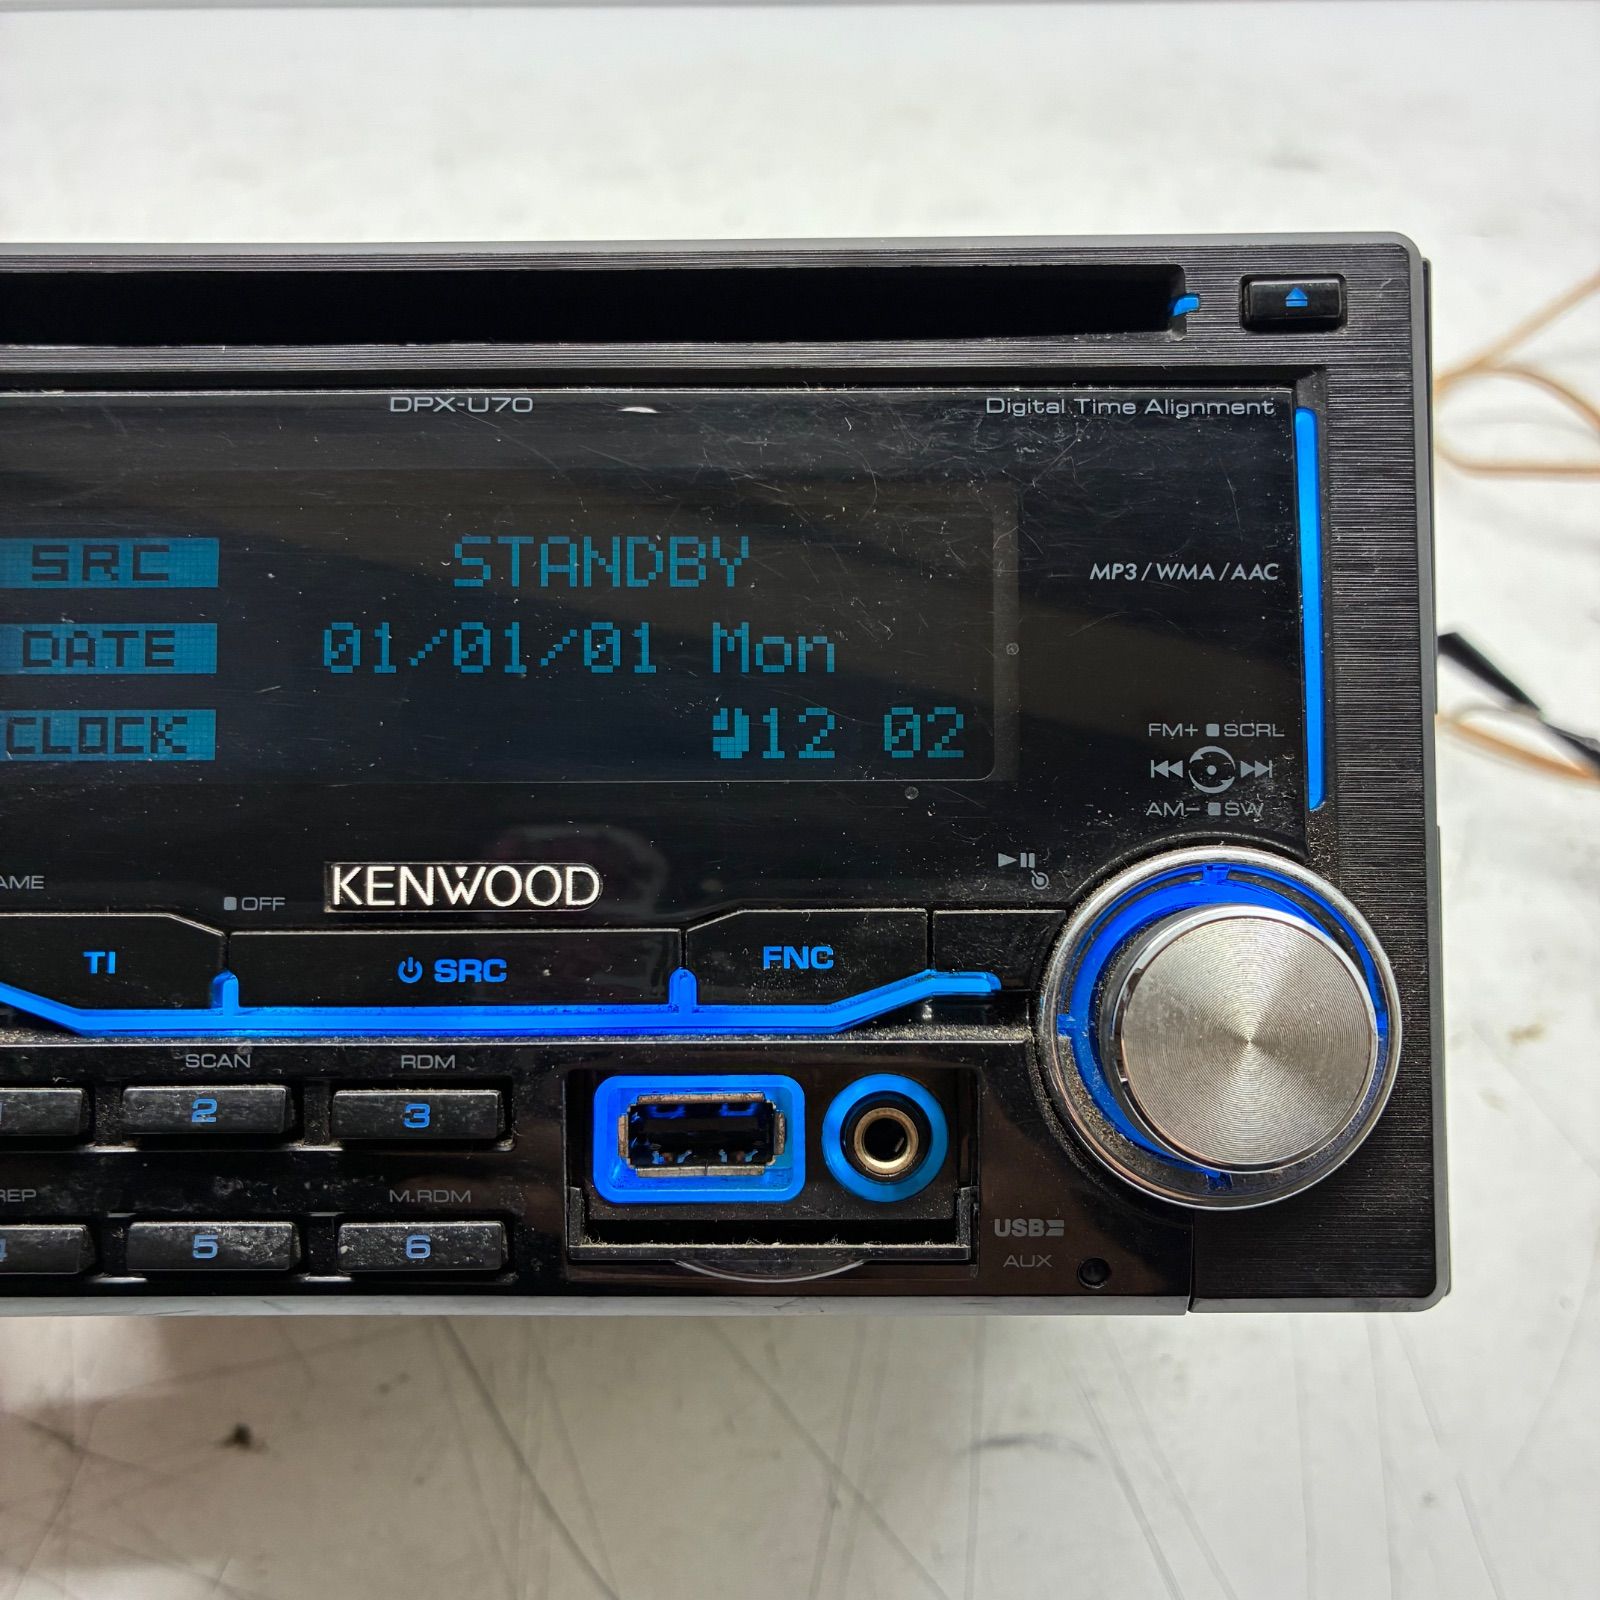 DPX-U70
Digital Time Alignment
SRC STANDBY
MP3/WMA/AAC
DATE 01/01/01 Mon
CLOCK 12 02
FM+ SCRL
AM- SW
AME
OFF
KENWOOD
TI
SRC
FNC
SCAN
RDM
1
2
3
REP
M.RDM
4
5
6
USB
AUX